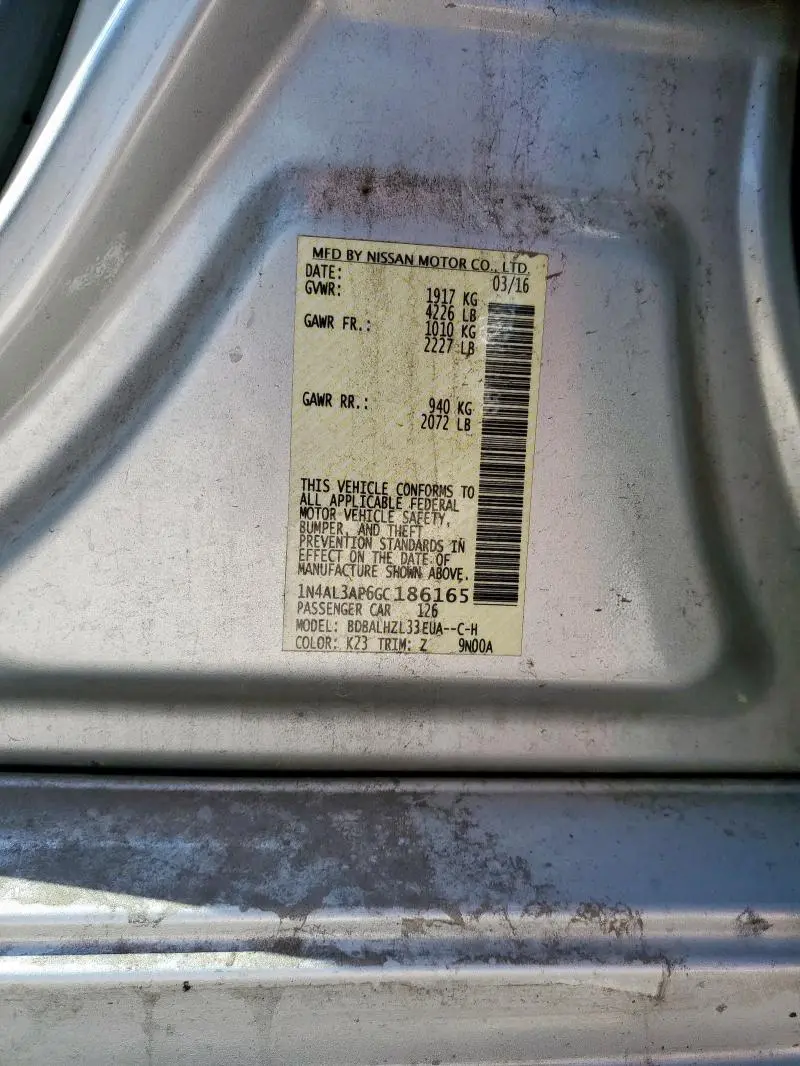 MFD BY NISSAN MOTOR CO., LTD.
DATE: 03/16
GVWR: 1917 KG
4226 LB
GAWR FR.: 1010 KG
2227 LB
GAWR RR.: 940 KG
2072 LB
THIS VEHICLE CONFORMS TO
ALL APPLICABLE FEDERAL
MOTOR VEHICLE SAFETY,
BUMPER, AND THEFT
PREVENTION STANDARDS IN
EFFECT ON THE DATE OF
MANUFACTURE SHOWN ABOVE.
1N4AL3AP6GC186165
PASSENGER CAR 126
MODEL: BDBALHZL33EUA--C-H
COLOR: K23 TRIM: Z 9N00A